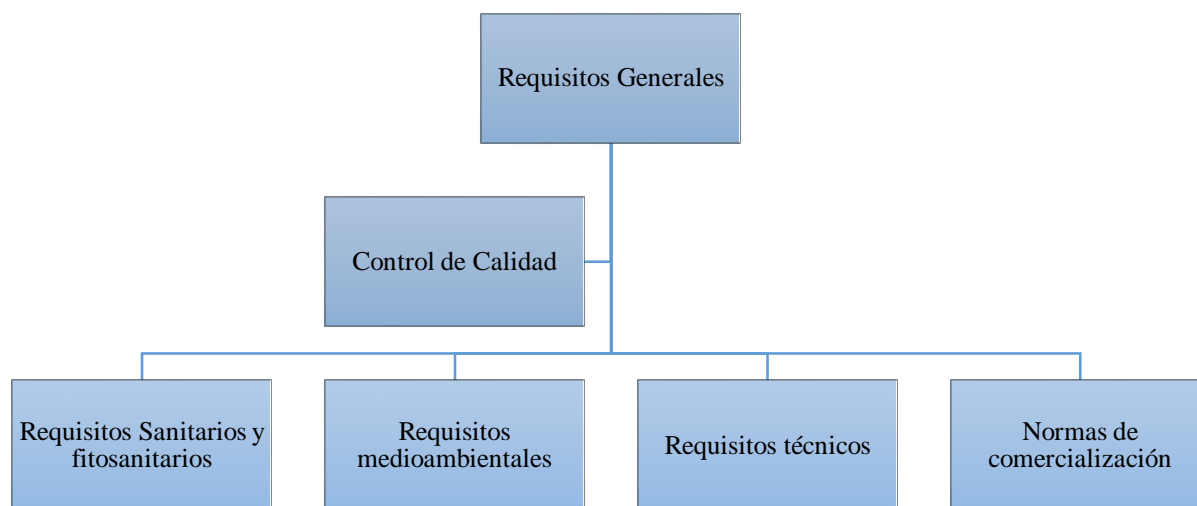 Requisitos Generales
Control de Calidad
Requisitos Sanitarios y
fitosanitarios
Requisitos
medioambientales
Requisitos técnicos
Normas de
comercialización